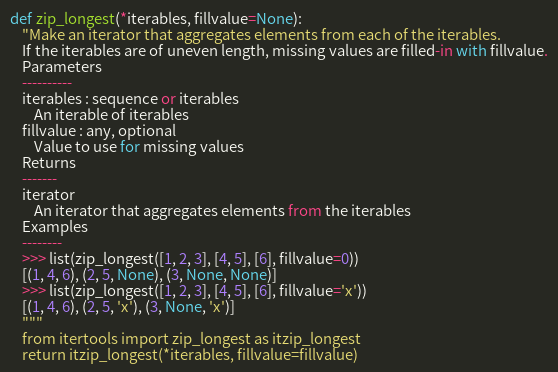 def zip_longest(*iterables, fillvalue=None):
"Make an iterator that aggregates elements from each of the iterables.
If the iterables are of uneven length, missing values are filled-in with fillvalue.
Parameters
----------
iterables : sequence or iterables
An iterable of iterables
fillvalue : any, optional
Value to use for missing values
Returns
-------
iterator
An iterator that aggregates elements from the iterables
Examples
--------
>>> list(zip_longest([1, 2, 3], [4, 5], [6], fillvalue=0))
[(1, 4, 6), (2, 5, None), (3, None, None)]
>>> list(zip_longest([1, 2, 3], [4, 5], [6], fillvalue='x'))
[(1, 4, 6), (2, 5, 'x'), (3, None, 'x')]
"""
from itertools import zip_longest as itzip_longest
return itzip_longest(*iterables, fillvalue=fillvalue)